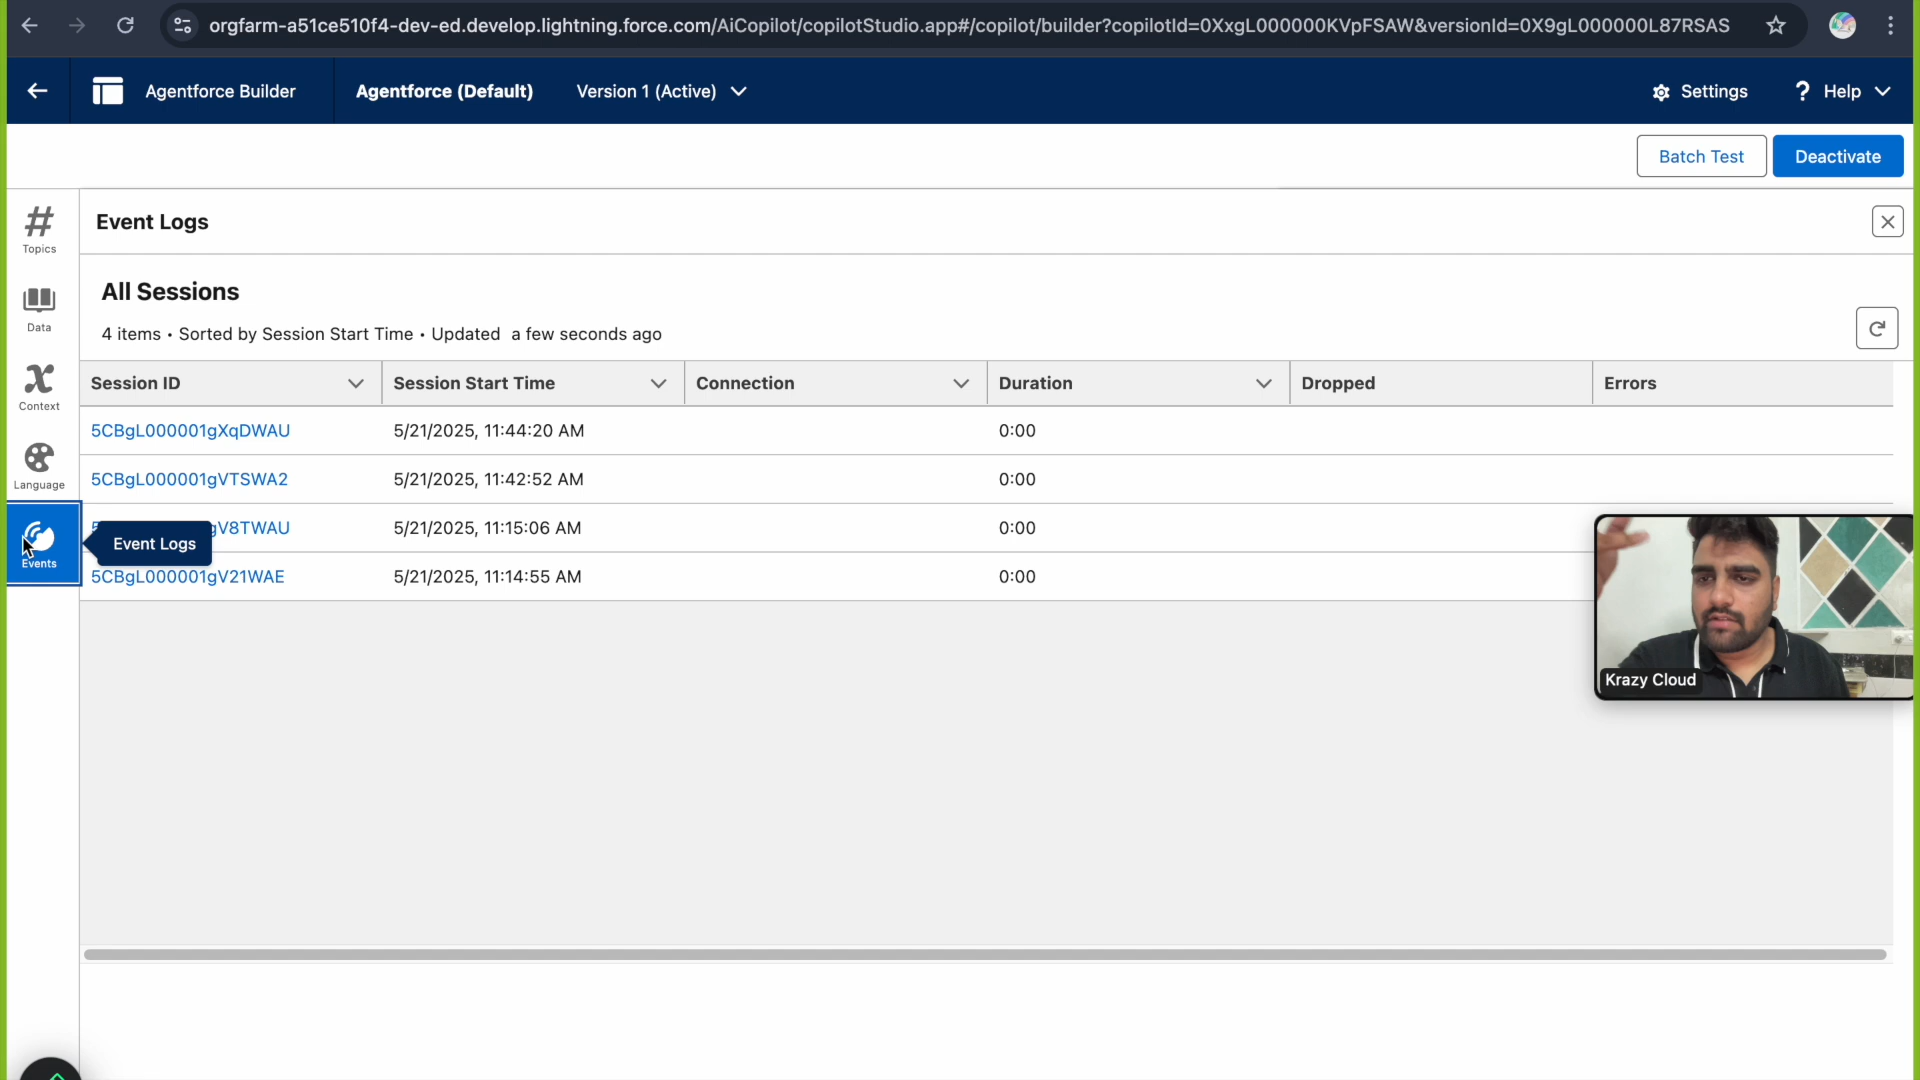 orgfarm-a51ce510f4-dev-ed.develop.lightning.force.com/AiCopilot/copilotStudio.app#/copilot/builder?copilotId=0XxgL000000KVpFSAW&versionId=0X9gL000000L87RSAS
Agentforce Builder Agentforce (Default) Version 1 (Active) Settings ? Help
Batch Test Deactivate
Topics
Data
Context
Language
Events
Event Logs
Event Logs
All Sessions
4 items • Sorted by Session Start Time • Updated a few seconds ago
Session ID Session Start Time Connection Duration Dropped Errors
5CBgL000001gXqDWAU 5/21/2025, 11:44:20 AM 0:00
5CBgL000001gVTSWA2 5/21/2025, 11:42:52 AM 0:00
gV8TWAU 5/21/2025, 11:15:06 AM 0:00
5CBgL000001gV21WAE 5/21/2025, 11:14:55 AM 0:00
Krazy Cloud